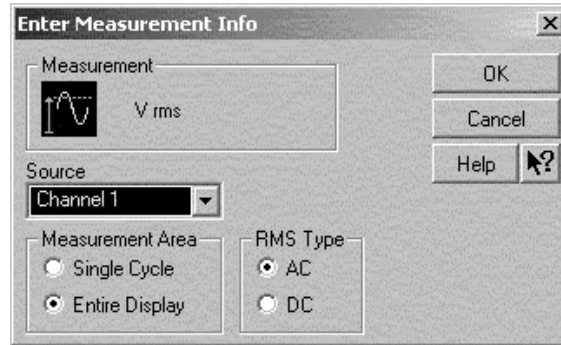 Enter Measurement Info
Measurement
V rms
OK
Cancel
Help
?
Source
Channel 1
Measurement Area
Single Cycle
Entire Display
RMS Type
AC
DC